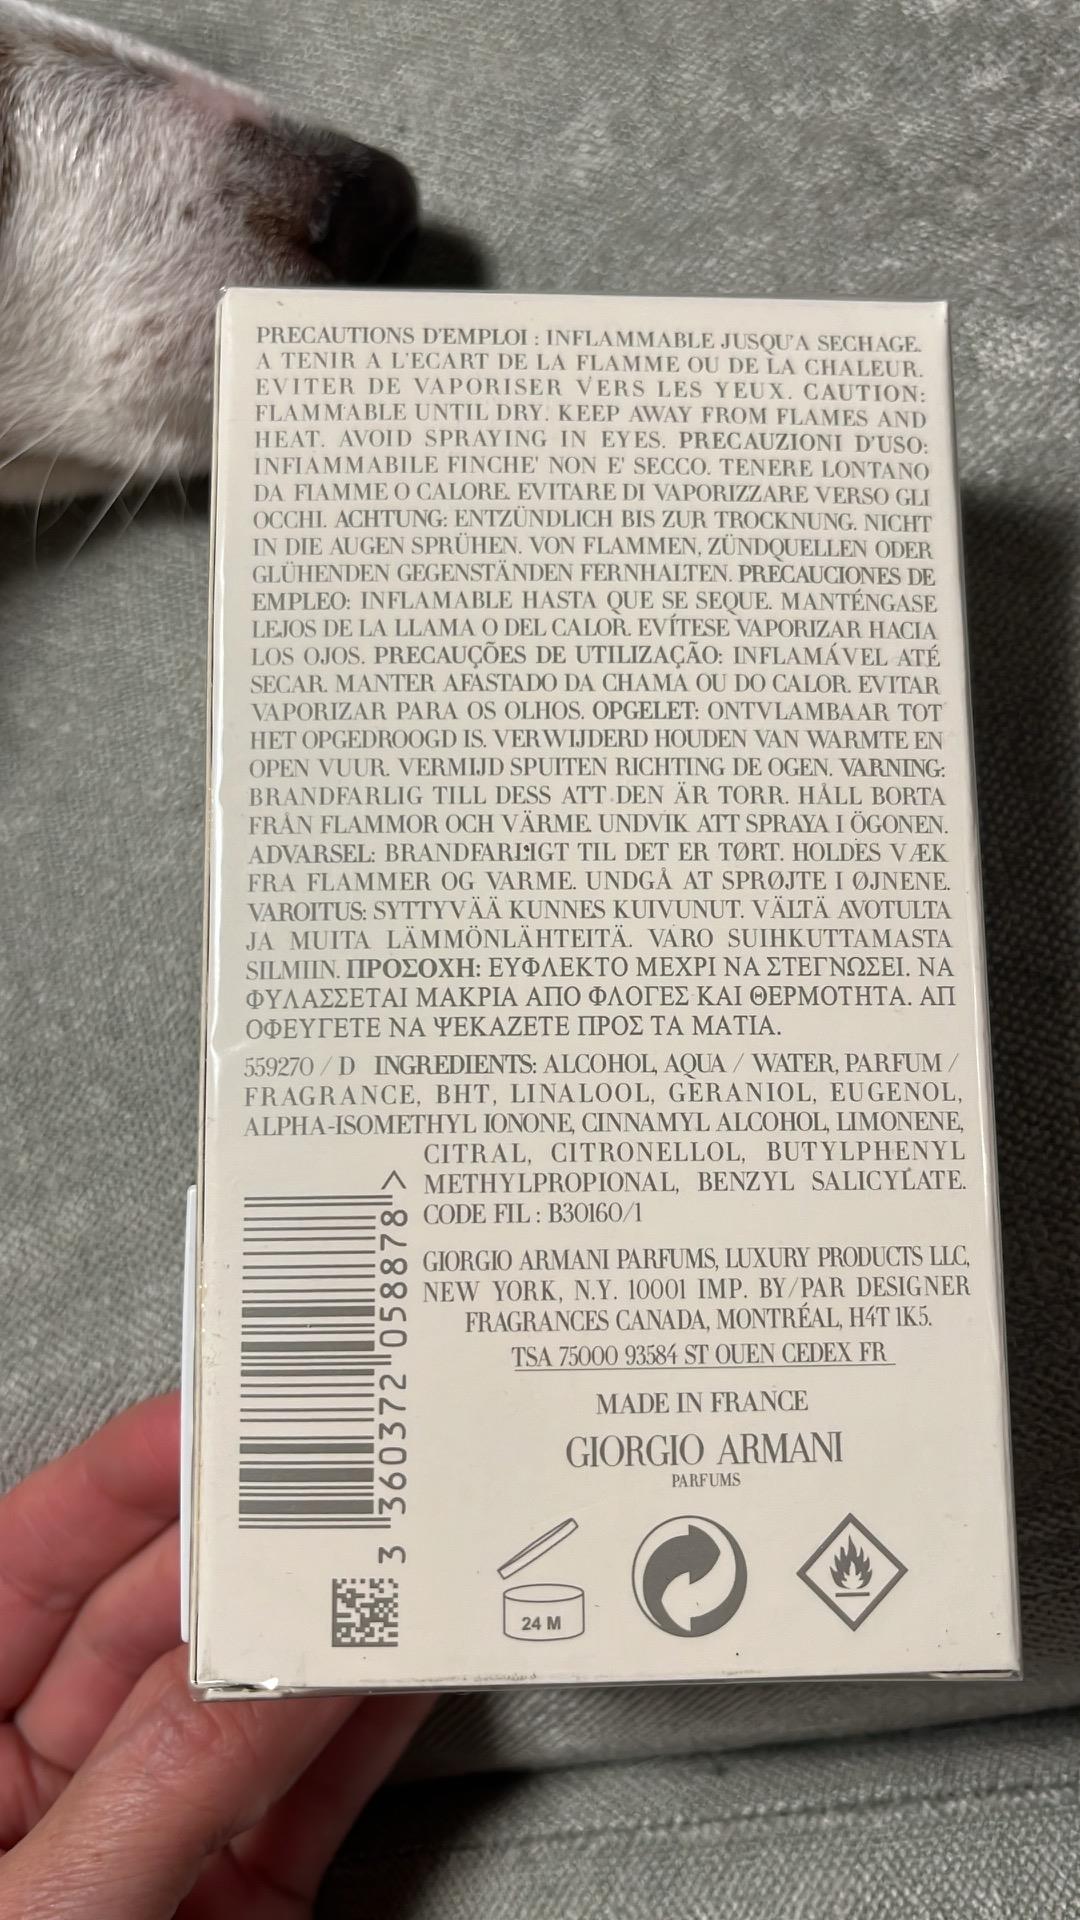 PRECAUTIONS D'EMPLOI : INFLAMMABLE JUSQU'A SECHAGE.
A TENIR A L'ECART DE LA FLAMME OU DE LA CHALEUR.
EVITER DE VAPORISER VERS LES YEUX. CAUTION:
FLAMMABLE UNTIL DRY. KEEP AWAY FROM FLAMES AND
HEAT. AVOID SPRAYING IN EYES. PRECAUZIONI D'USO:
INFIAMMABILE FINCHE' NON E' SECCO. TENERE LONTANO
DA FIAMME O CALORE. EVITARE DI VAPORIZZARE VERSO GLI
OCCHI. ACHTUNG: ENTZÜNDLICH BIS ZUR TROCKNUNG. NICHT
IN DIE AUGEN SPRÜHEN. VON FLAMMEN, ZÜNDQUELLEN ODER
GLÜHENDEN GEGENSTÄNDEN FERNHALTEN. PRECAUCIONES DE
EMPLEO: INFLAMABLE HASTA QUE SE SEQUE. MANTÉNGASE
LEJOS DE LA LLAMA O DEL CALOR. EVÍTESE VAPORIZAR HACIA
LOS OJOS. PRECAUÇÕES DE UTILIZAÇÃO: INFLAMÁVEL ATÉ
SECAR. MANTER AFASTADO DA CHAMA OU DO CALOR. EVITAR
VAPORIZAR PARA OS OLHOS. OPGELET: ONTVLAMBAAR TOT
HET OPGEDROOGD IS. VERWIJDERD HOUDEN VAN WARMTE EN
OPEN VUUR. VERMIJD SPUITEN RICHTING DE OGEN. VARNING:
BRANDFARLIG TILL DESS ATT DEN ÄR TORR. HÅLL BORTA
FRÅN FLAMMOR OCH VÄRME. UNDVIK ATT SPRAYA I ÖGONEN.
ADVARSEL: BRANDFARLIGT TIL DET ER TØRT. HOLDES VÆK
FRA FLAMMER OG VARME. UNDGÅ AT SPRØJTE I ØJNENE.
VAROITUS: SYTTYVÄÄ KUNNES KUIVUNUT. VÄLTÄ AVOTULTA
JA MUITA LÄMMÖNLÄHTEITÄ. VARO SUIHKUTTAMASTA
SILMIIN. ΠΡΟΣΟΧΗ: ΕΥΦΛΕΚΤΟ ΜΕΧΡΙ ΝΑ ΣΤΕΓΝΩΣΕΙ. ΝΑ
ΦΥΛΑΣΣΕΤΑΙ ΜΑΚΡΙΑ ΑΠΟ ΦΛΟΓΕΣ ΚΑΙ ΘΕΡΜΟΤΗΤΑ. ΑΠ
ΟΦΕΥΓΕΤΕ ΝΑ ΨΕΚΑΖΕΤΕ ΠΡΟΣ ΤΑ ΜΑΤΙΑ.
559270 / D INGREDIENTS: ALCOHOL, AQUA / WATER, PARFUM /
FRAGRANCE, BHT, LINALOOL, GERANIOL, EUGENOL,
ALPHA-ISOMETHYL IONONE, CINNAMYL ALCOHOL, LIMONENE,
CITRAL, CITRONELLOL, BUTYLPHENYL
METHYLPROPIONAL, BENZYL SALICYLATE.
CODE FIL : B30160/1
GIORGIO ARMANI PARFUMS, LUXURY PRODUCTS LLC,
NEW YORK, N.Y. 10001 IMP. BY/PAR DESIGNER
FRAGRANCES CANADA, MONTRÉAL, H4T 1K5.
TSA 75000 93584 ST OUEN CEDEX FR
MADE IN FRANCE
GIORGIO ARMANI
PARFUMS
3 360372 058878 >
24 M